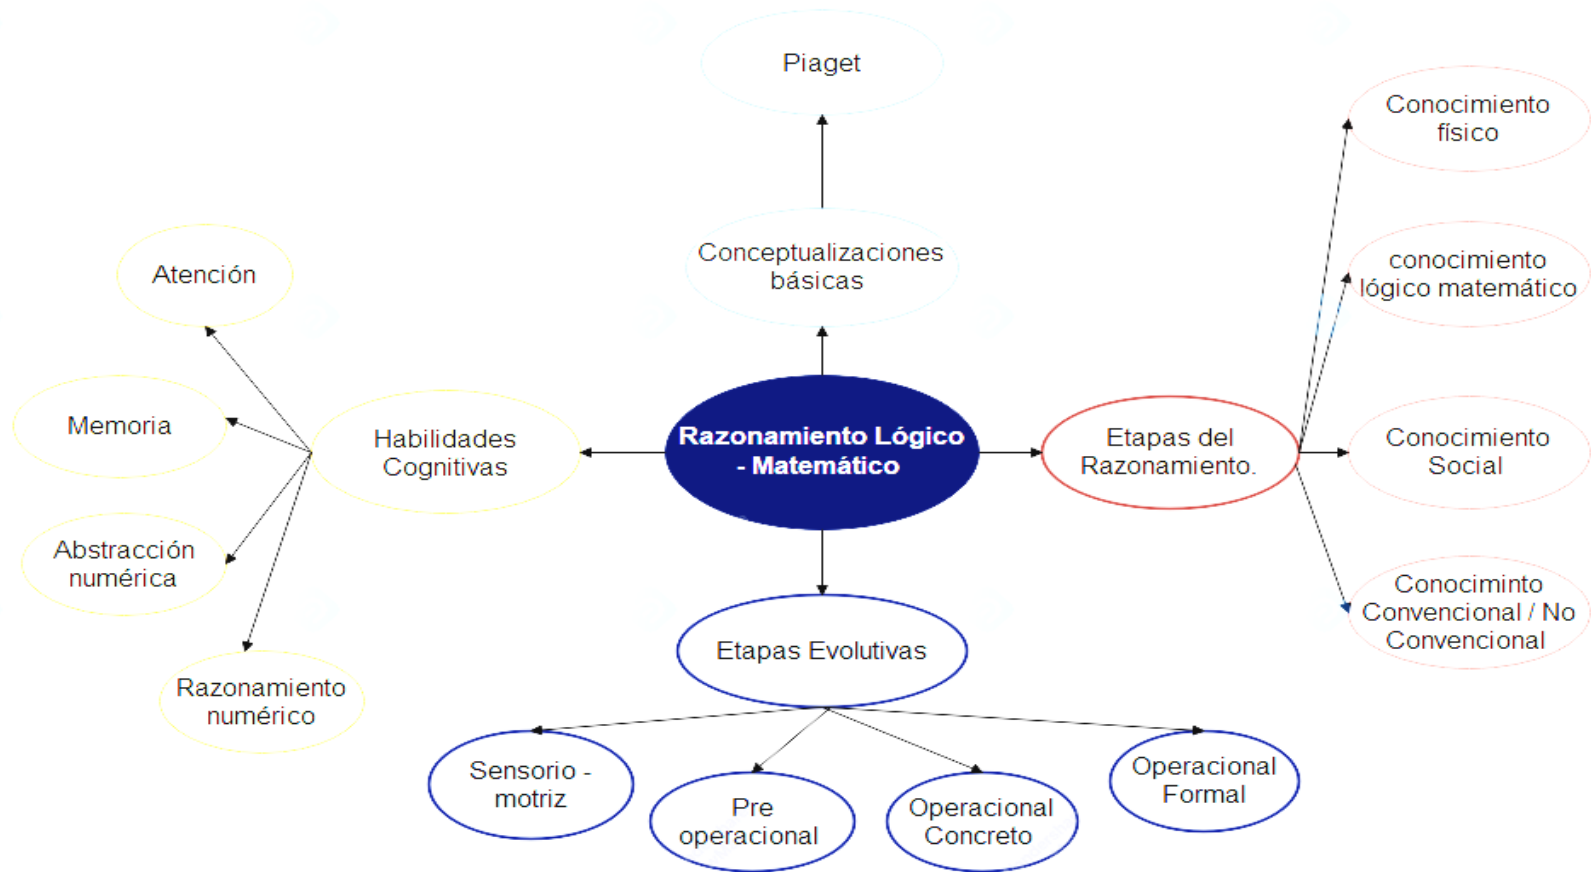 Piaget
Conocimiento
físico
Conceptualizaciones
básicas
Atención
conocimiento
lógico matemático
Memoria
Habilidades
Cognitivas
Razonamiento Lógico
- Matemático
Etapas del
Razonamiento.
Conocimiento
Social
Abstracción
numérica
Conociminto
Convencional / No
Convencional
Etapas Evolutivas
Razonamiento
numérico
Sensorio -
motriz
Pre
operacional
Operacional
Concreto
Operacional
Formal